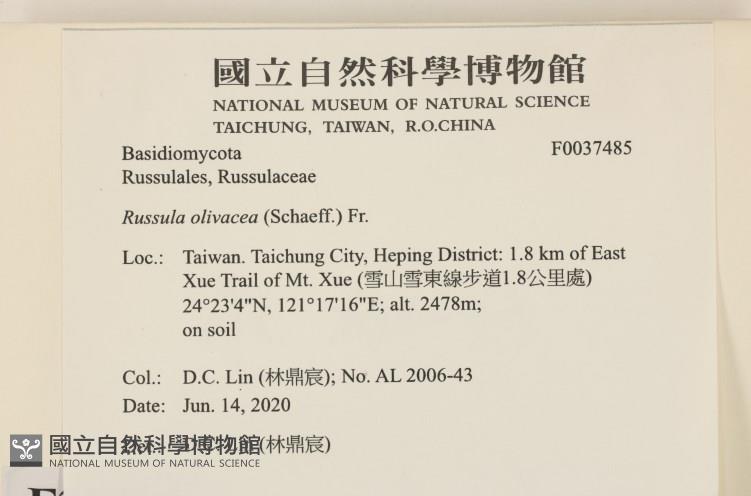 國立自然科學博物館
NATIONAL MUSEUM OF NATURAL SCIENCE
TAICHUNG, TAIWAN, R.O.CHINA
Basidiomycota F0037485
Russulales, Russulaceae
Russula olivacea (Schaeff.) Fr.
Loc.: Taiwan. Taichung City, Heping District: 1.8 km of East
Xue Trail of Mt. Xue (雪山雪東線步道1.8公里處)
24°23'4"N, 121°17'16"E; alt. 2478m;
on soil
Col.: D.C. Lin (林鼎宸); No. AL 2006-43
Date: Jun. 14, 2020
(林鼎宸)
國立自然科學博物館
NATIONAL MUSEUM OF NATURAL SCIENCE